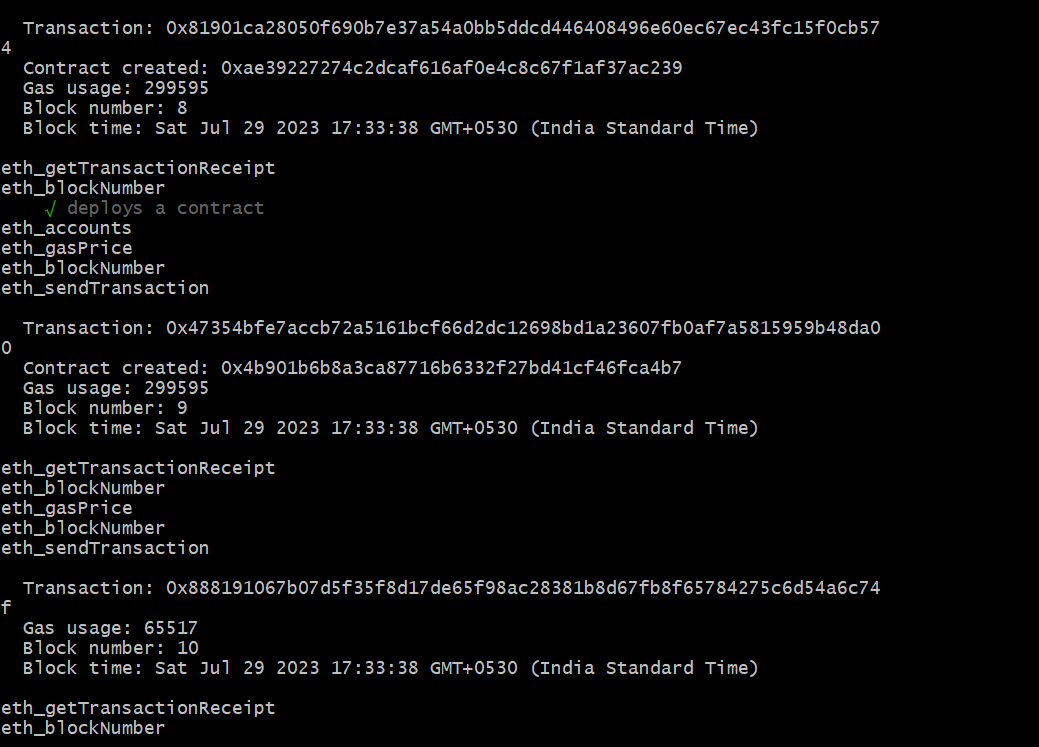 Transaction: 0x81901ca28050f690b7e37a54a0bb5ddcd446408496e60ec67ec43fc15f0cb57
4
Contract created: 0xae39227274c2dcaf616af0e4c8c67f1af37ac239
Gas usage: 299595
Block number: 8
Block time: Sat Jul 29 2023 17:33:38 GMT+0530 (India Standard Time)
eth_getTransactionReceipt
eth_blockNumber
√ deploys a contract
eth_accounts
eth_gasPrice
eth_blockNumber
eth_sendTransaction
Transaction: 0x47354bfe7accb72a5161bcf66d2dc12698bd1a23607fb0af7a5815959b48da0
0
Contract created: 0x4b901b6b8a3ca87716b6332f27bd41cf46fca4b7
Gas usage: 299595
Block number: 9
Block time: Sat Jul 29 2023 17:33:38 GMT+0530 (India Standard Time)
eth_getTransactionReceipt
eth_blockNumber
eth_gasPrice
eth_blockNumber
eth_sendTransaction
Transaction: 0x888191067b07d5f35f8d17de65f98ac28381b8d67fb8f65784275c6d54a6c74
f
Gas usage: 65517
Block number: 10
Block time: Sat Jul 29 2023 17:33:38 GMT+0530 (India Standard Time)
eth_getTransactionReceipt
eth_blockNumber